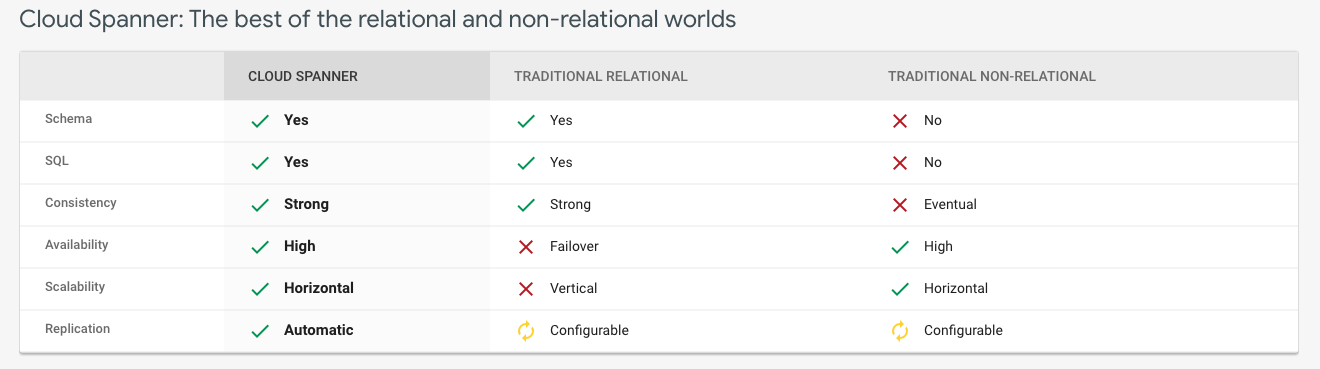 Cloud Spanner: The best of the relational and non-relational worlds
CLOUD SPANNER TRADITIONAL RELATIONAL TRADITIONAL NON-RELATIONAL
Schema Yes Yes No
SQL Yes Yes No
Consistency Strong Strong Eventual
Availability High Failover High
Scalability Horizontal Vertical Horizontal
Replication Automatic Configurable Configurable